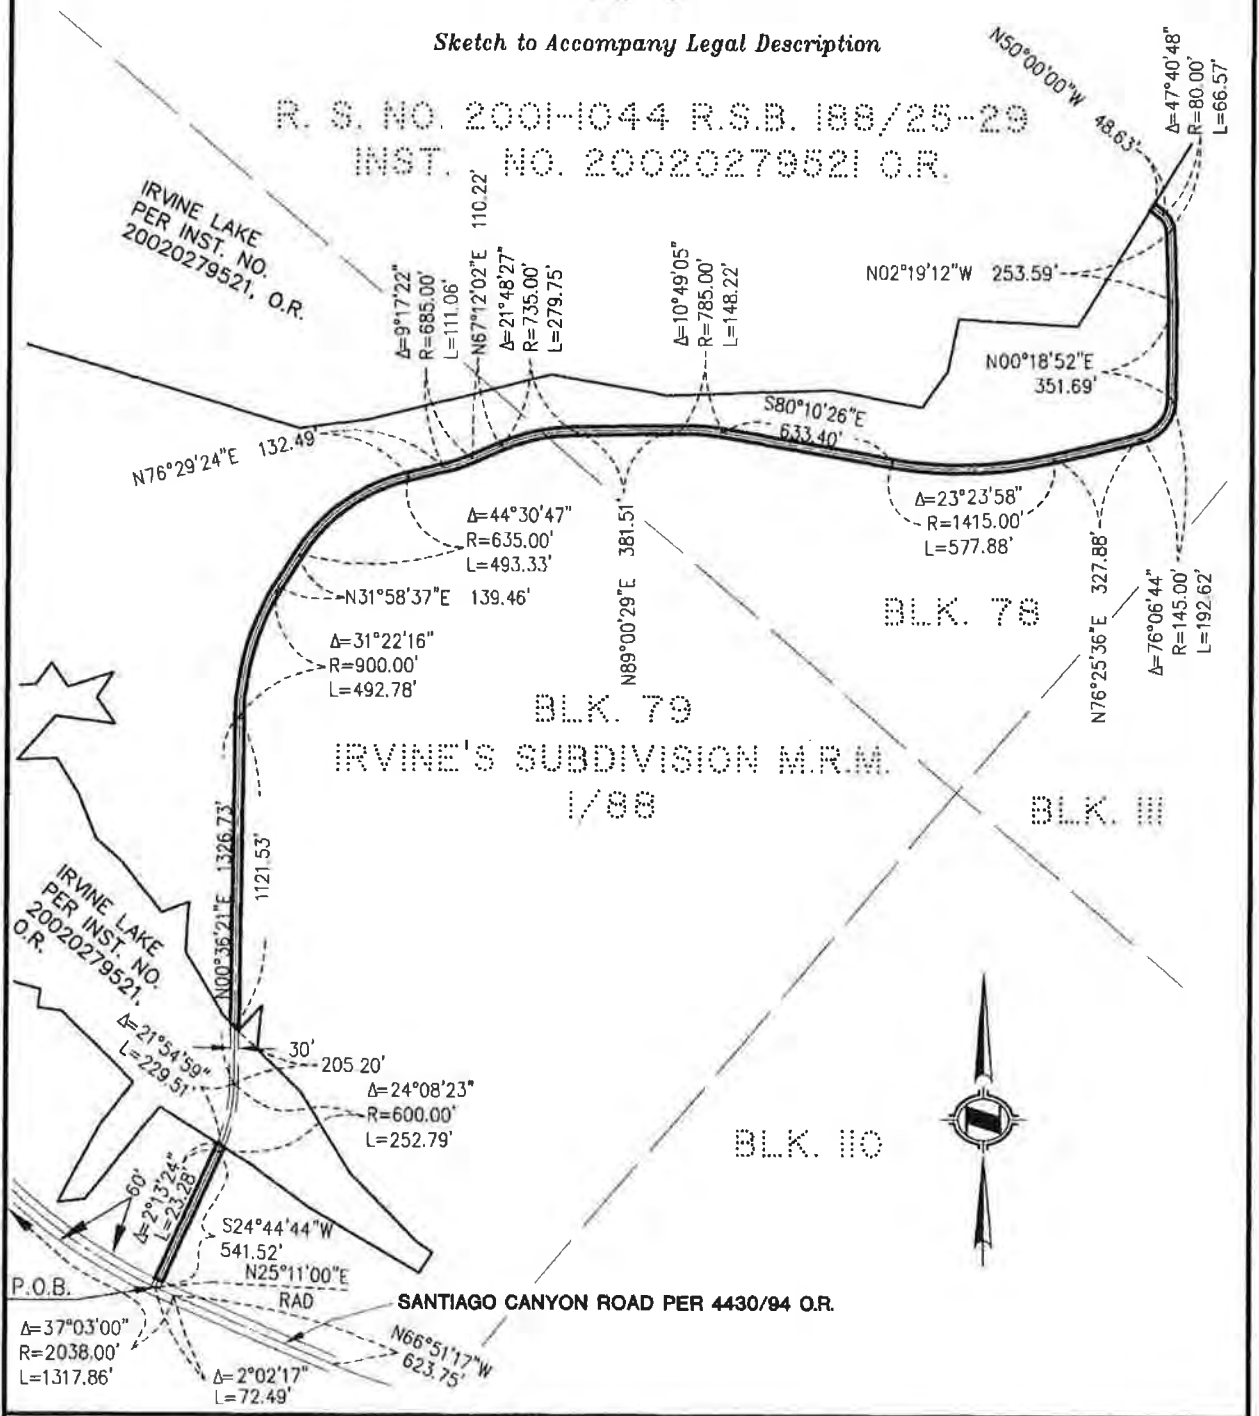 Sketch to Accompany Legal Description
R. S. NO. 2001-1044 R.S.B. 188/25-29
INST. NO. 20020279521 O.R.
N50°00'00"W 48.63'
Δ=47°40'48"
R=80.00'
L=66.57'
IRVINE LAKE
PER INST. NO.
20020279521, O.R.
Δ=9°17'22"
R=685.00'
L=111.06'
N67°12'02"E 110.22'
Δ=21°48'27"
R=735.00'
L=279.75'
Δ=10°49'05"
R=785.00'
L=148.22'
N02°19'12"W 253.59'
N00°18'52"E
351.69'
S80°10'26"E
633.40'
N76°29'24"E 132.49'
Δ=44°30'47"
R=635.00'
L=493.33'
N89°00'29"E 381.51'
Δ=23°23'58"
R=1415.00'
L=577.88'
N76°25'36"E 327.88'
Δ=76°06'44"
R=145.00'
L=192.62'
N31°58'37"E 139.46'
BLK. 78
Δ=31°22'16"
R=900.00'
L=492.78'
BLK. 79
IRVINE'S SUBDIVISION M.R.M.
1/88
BLK. 111
N00°36'21"E 1326.73'
1121.53'
IRVINE LAKE
PER INST. NO.
20020279521,
O.R.
Δ=21°54'59"
L=229.51'
30'
205.20'
Δ=24°08'23"
R=600.00'
L=252.79'
BLK. 110
60'
Δ=2°13'24"
L=23.28'
S24°44'44"W
541.52'
N25°11'00"E
RAD
P.O.B.
SANTIAGO CANYON ROAD PER 4430/94 O.R.
Δ=37°03'00"
R=2038.00'
L=1317.86'
Δ=2°02'17"
L=72.49'
N66°51'17"W
623.75'